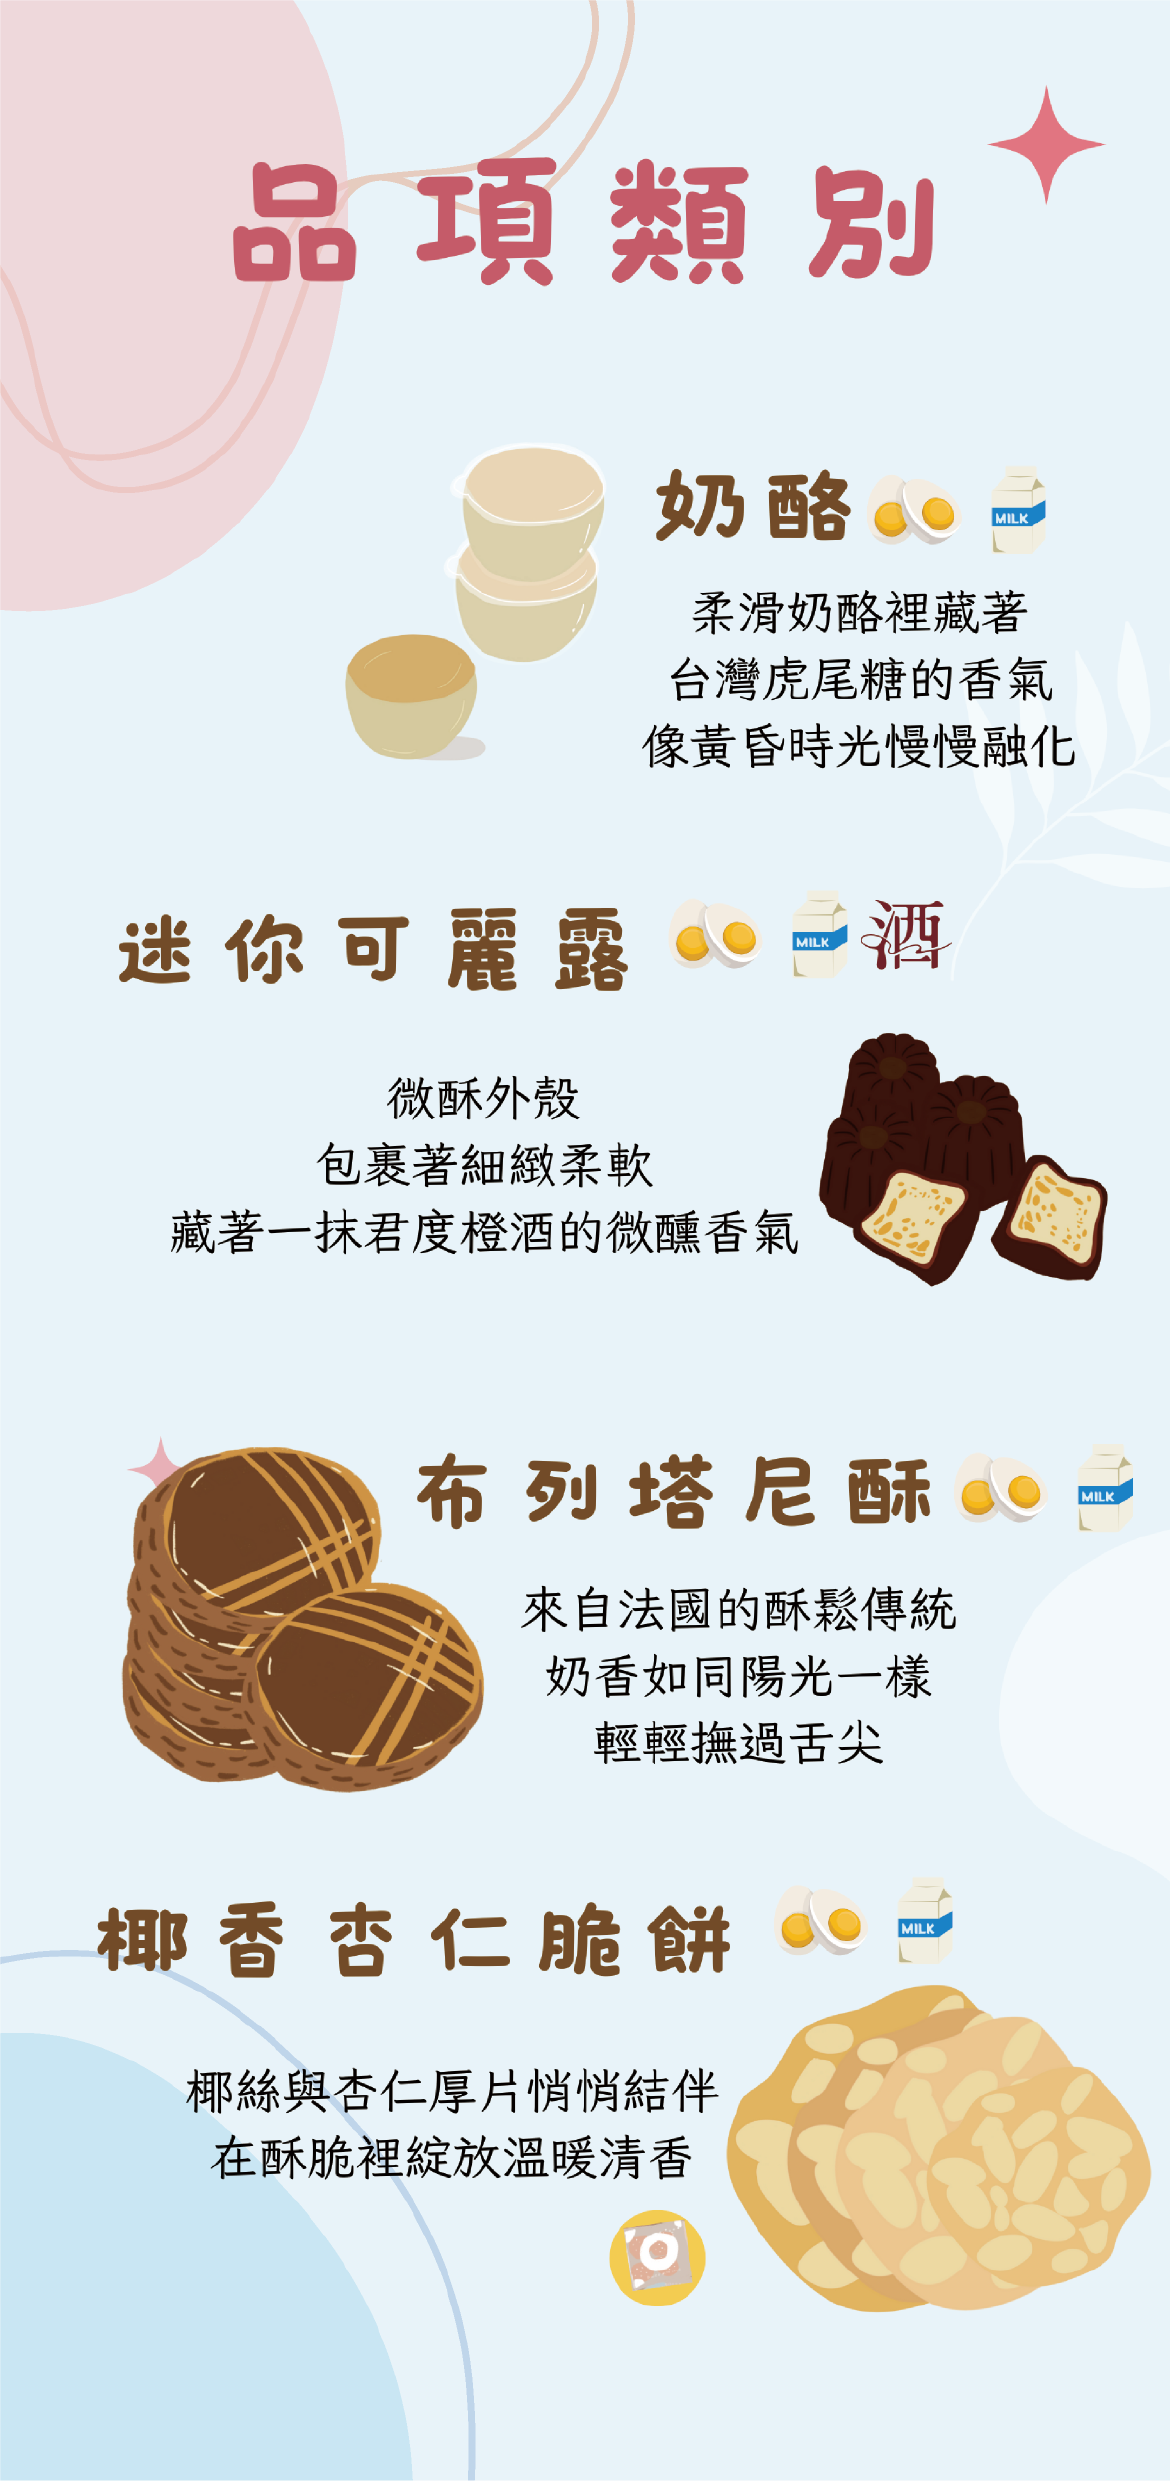 品項類別
奶酪
MILK
柔滑奶酪裡藏著
台灣虎尾糖的香氣
像黃昏時光慢慢融化
迷你可麗露
MILK
酒
微酥外殼
包裹著細緻柔軟
藏著一抹君度橙酒的微醺香氣
布列塔尼酥
MILK
來自法國的酥鬆傳統
奶香如同陽光一樣
輕輕撫過舌尖
椰香杏仁脆餅
MILK
椰絲與杏仁厚片悄悄結伴
在酥脆裡綻放溫暖清香